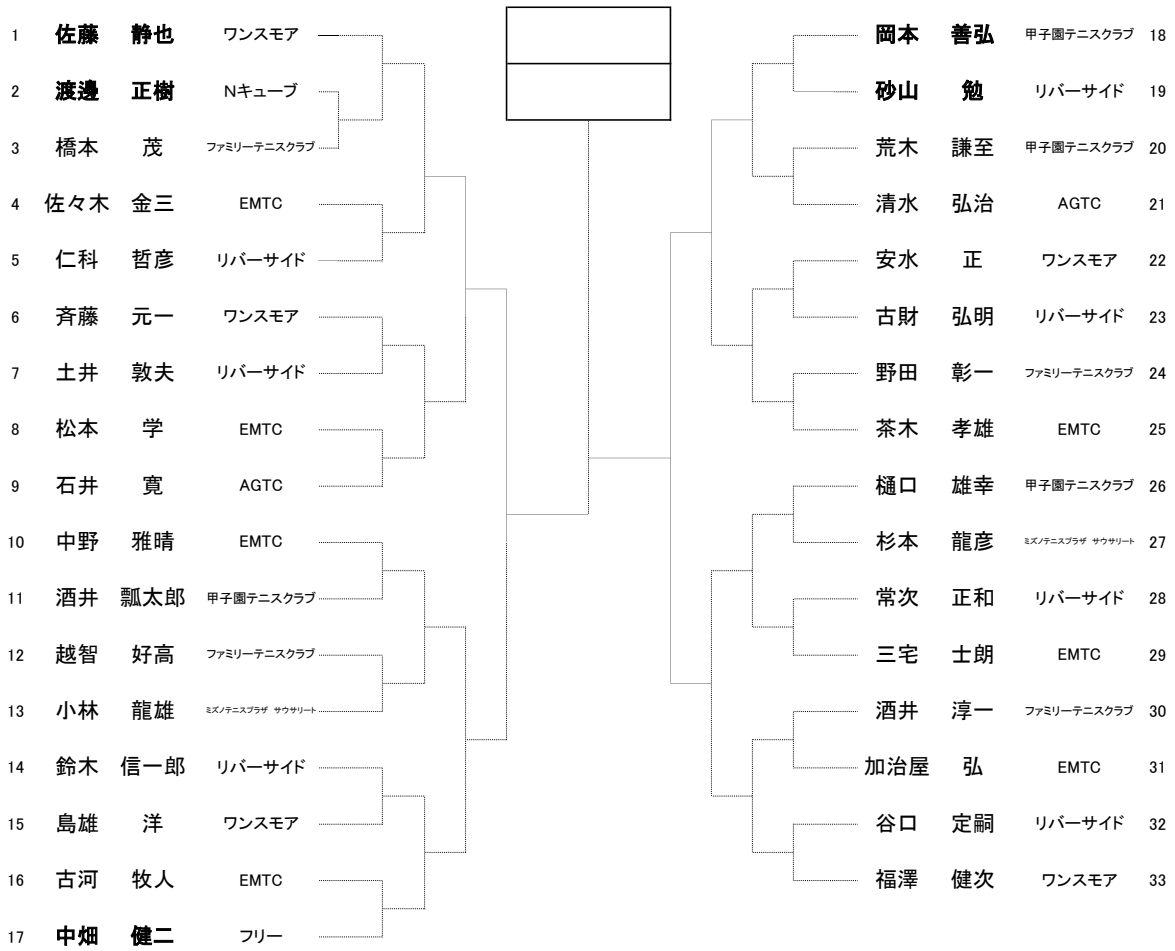 1 佐藤 静也 ワンスモア
2 渡邊 正樹 Nキューブ
3 橋本 茂 ファミリーテニスクラブ
4 佐々木 金三 EMTC
5 仁科 哲彦 リバーサイド
6 斉藤 元一 ワンスモア
7 土井 敦夫 リバーサイド
8 松本 学 EMTC
9 石井 寛 AGTC
10 中野 雅晴 EMTC
11 酒井 瓢太郎 甲子園テニスクラブ
12 越智 好高 ファミリーテニスクラブ
13 小林 龍雄 ミズノテニスプラザ サウサリート
14 鈴木 信一郎 リバーサイド
15 島雄 洋 ワンスモア
16 古河 牧人 EMTC
17 中畑 健二 フリー
岡本 善弘 甲子園テニスクラブ 18
砂山 勉 リバーサイド 19
荒木 謙至 甲子園テニスクラブ 20
清水 弘治 AGTC 21
安水 正 ワンスモア 22
古財 弘明 リバーサイド 23
野田 彰一 ファミリーテニスクラブ 24
茶木 孝雄 EMTC 25
樋口 雄幸 甲子園テニスクラブ 26
杉本 龍彦 ミズノテニスプラザ サウサリート 27
常次 正和 リバーサイド 28
三宅 士朗 EMTC 29
酒井 淳一 ファミリーテニスクラブ 30
加治屋 弘 EMTC 31
谷口 定嗣 リバーサイド 32
福澤 健次 ワンスモア 33